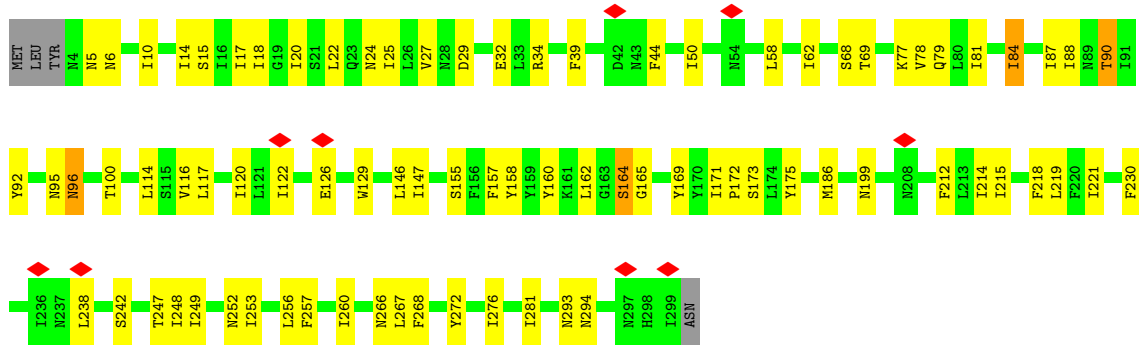 MET LEU TYR N4 N5 N6 I10 I14 S15 I16 I17 I18 G19 I20 S21 L22 Q23 N24 I25 L26 V27 N28 D29 E32 L33 R34 F39 D42 N43 F44 I50 N54 L58 I62 S68 T69 K77 V78 Q79 L80 I81 I84 I87 I88 N89 T90 I91
Y92 N95 N96 T100 L114 S115 V116 L117 I120 L121 I122 E126 W129 L146 I147 S155 F156 F157 Y158 Y159 Y160 K161 L162 G163 S164 G165 Y169 Y170 I171 P172 S173 L174 Y175 M186 N199 N208 F212 L213 I214 I215 F218 L219 F220 I221 F230
I236 N237 L238 S242 T247 I248 I249 N252 I253 L256 F257 I260 N266 L267 F268 Y272 I276 I281 N293 N294 N297 H298 I299 ASN